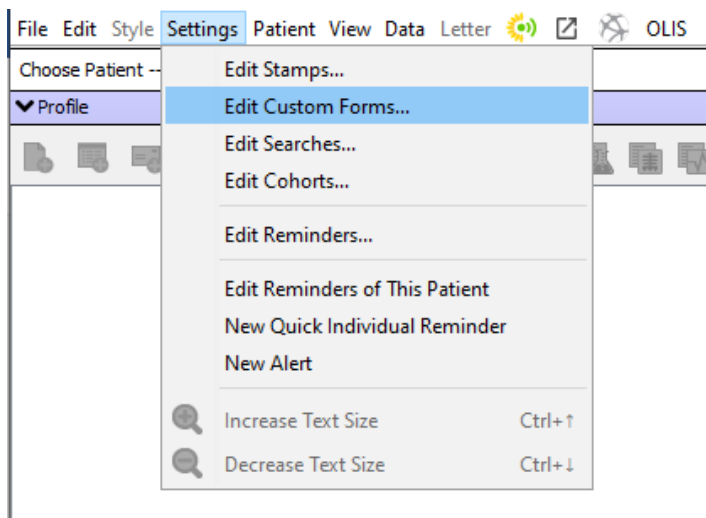 File Edit Style Settings Patient View Data Letter OLIS
Choose Patient --
Profile
Edit Stamps...
Edit Custom Forms...
Edit Searches...
Edit Cohorts...
Edit Reminders...
Edit Reminders of This Patient
New Quick Individual Reminder
New Alert
Increase Text Size Ctrl+↑
Decrease Text Size Ctrl+↓